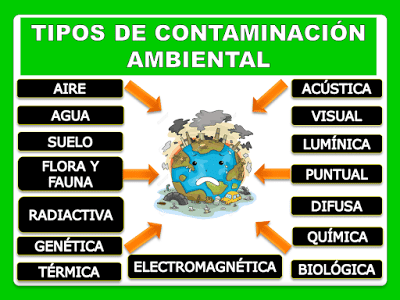 TIPOS DE CONTAMINACIÓN
AMBIENTAL
AIRE
AGUA
SUELO
FLORA Y
FAUNA
RADIACTIVA
GENÉTICA
TÉRMICA
ELECTROMAGNÉTICA
ACÚSTICA
VISUAL
LUMÍNICA
PUNTUAL
DIFUSA
QUÍMICA
BIOLÓGICA